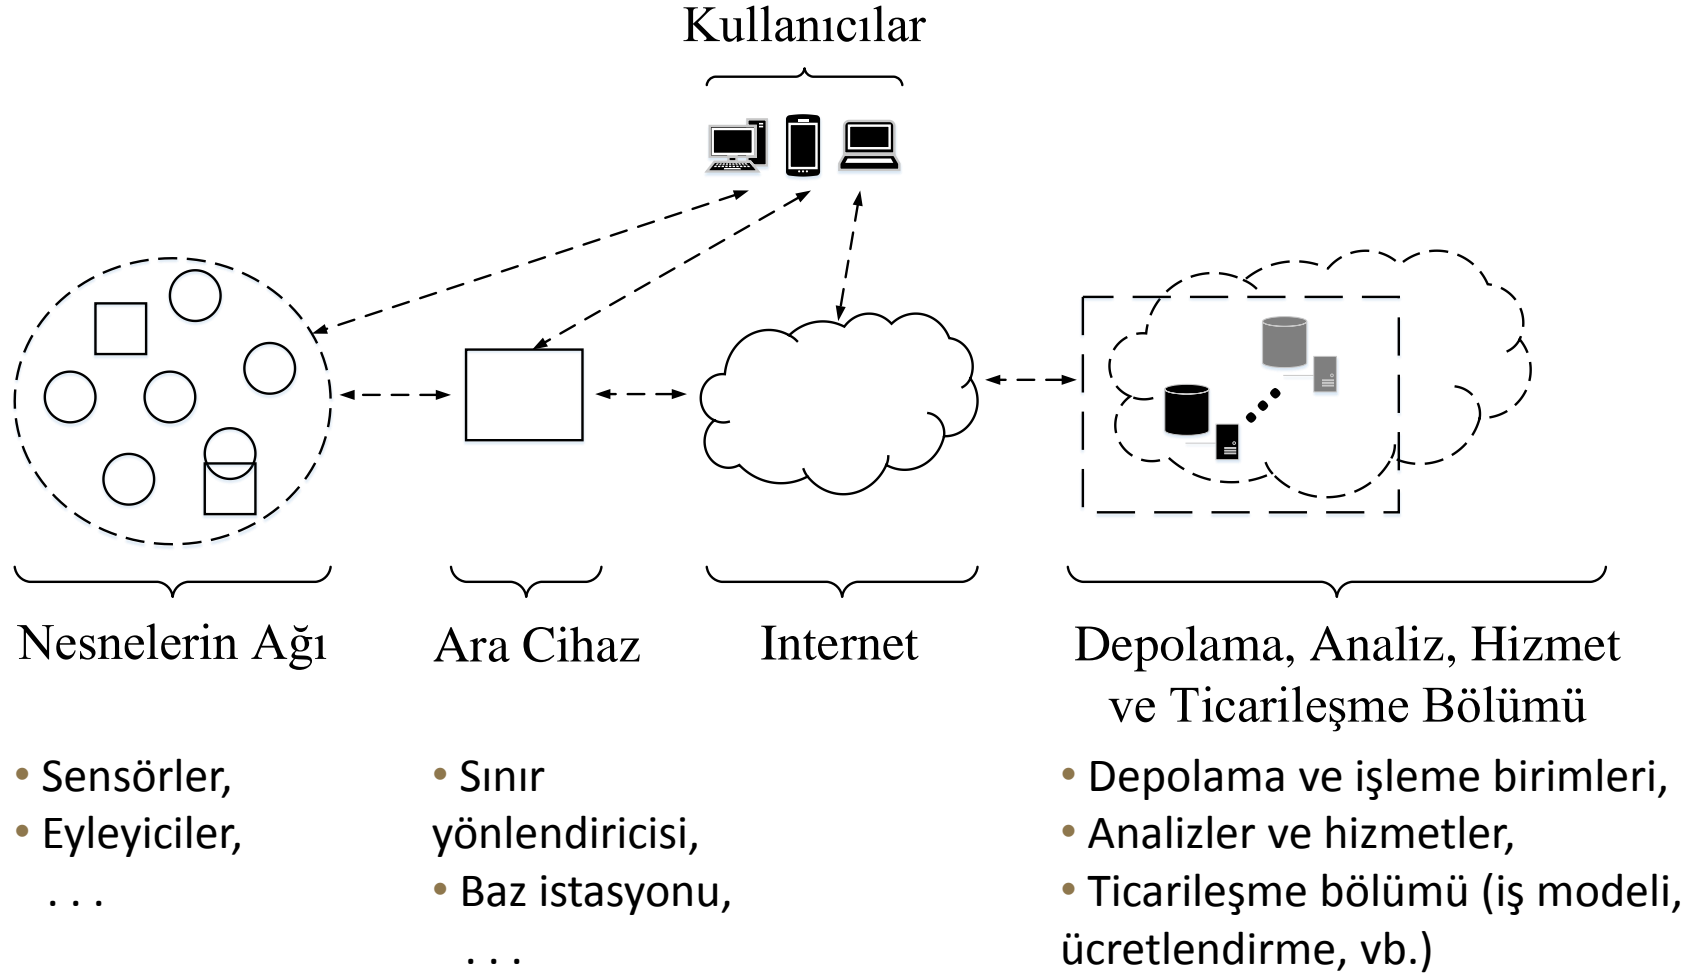 Kullanıcılar
Nesnelerin Ağı
Ara Cihaz
Internet
Depolama, Analiz, Hizmet
ve Ticarileşme Bölümü
• Sensörler,
• Eyleyiciler,
. . .
• Sınır
yönlendiricisi,
• Baz istasyonu,
. . .
• Depolama ve işleme birimleri,
• Analizler ve hizmetler,
• Ticarileşme bölümü (iş modeli,
ücretlendirme, vb.)